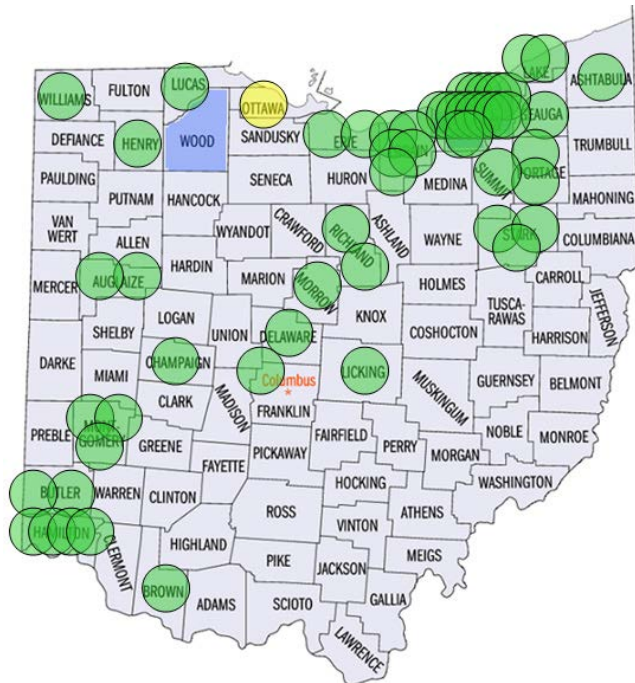 LAKE
WILLIAMS
FULTON
LUCAS
OTTAWA
ASHTABULA
GEAUGA
DEFIANCE
HENRY
WOOD
SANDUSKY
ERIE
TRUMBULL
PAULDING
PUTNAM
HANCOCK
SENECA
HURON
MEDINA
SUMMIT
PORTAGE
MAHONING
VAN
WERT
ALLEN
WYANDOT
CRAWFORD
RICHLAND
ASHLAND
WAYNE
STARK
COLUMBIANA
MERCER
AUGLAIZE
HARDIN
MARION
MORROW
HOLMES
CARROLL
JEFFERSON
LOGAN
UNION
KNOX
COSHOCTON
TUSCA-
RAWAS
HARRISON
SHELBY
DELAWARE
DARKE
MIAMI
CHAMPAIGN
LICKING
GUERNSEY
BELMONT
CLARK
MADISON
Columbus
FRANKLIN
MUSKINGUM
PREBLE
MONT-
GOMERY
GREENE
FAYETTE
PICKAWAY
FAIRFIELD
PERRY
MORGAN
NOBLE
MONROE
BUTLER
WARREN
CLINTON
HOCKING
WASHINGTON
ROSS
ATHENS
VINTON
HAMILTON
CLERMONT
HIGHLAND
PIKE
JACKSON
MEIGS
BROWN
ADAMS
SCIOTO
GALLIA
LAWRENCE